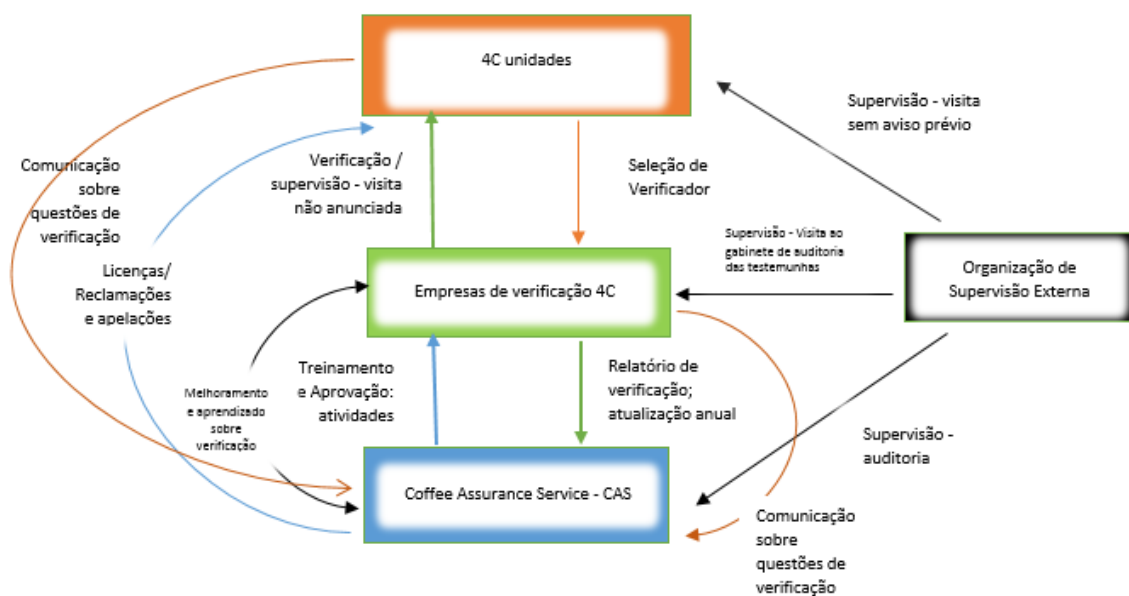 4C unidades
Supervisão - visita
sem aviso prévio
Comunicação
sobre
questões de
verificação
Verificação /
supervisão - visita
não anunciada
Seleção de
Verificador
Supervisão - Visita ao
gabinete de auditoria
das testemunhas
Organização de
Supervisão Externa
Licenças/
Reclamações
e apelações
Empresas de verificação 4C
Treinamento
e Aprovação:
atividades
Relatório de
verificação;
atualização anual
Melhoramento
e aprendizado
sobre
verificação
Supervisão -
auditoria
Coffee Assurance Service - CAS
Comunicação
sobre
questões de
verificação